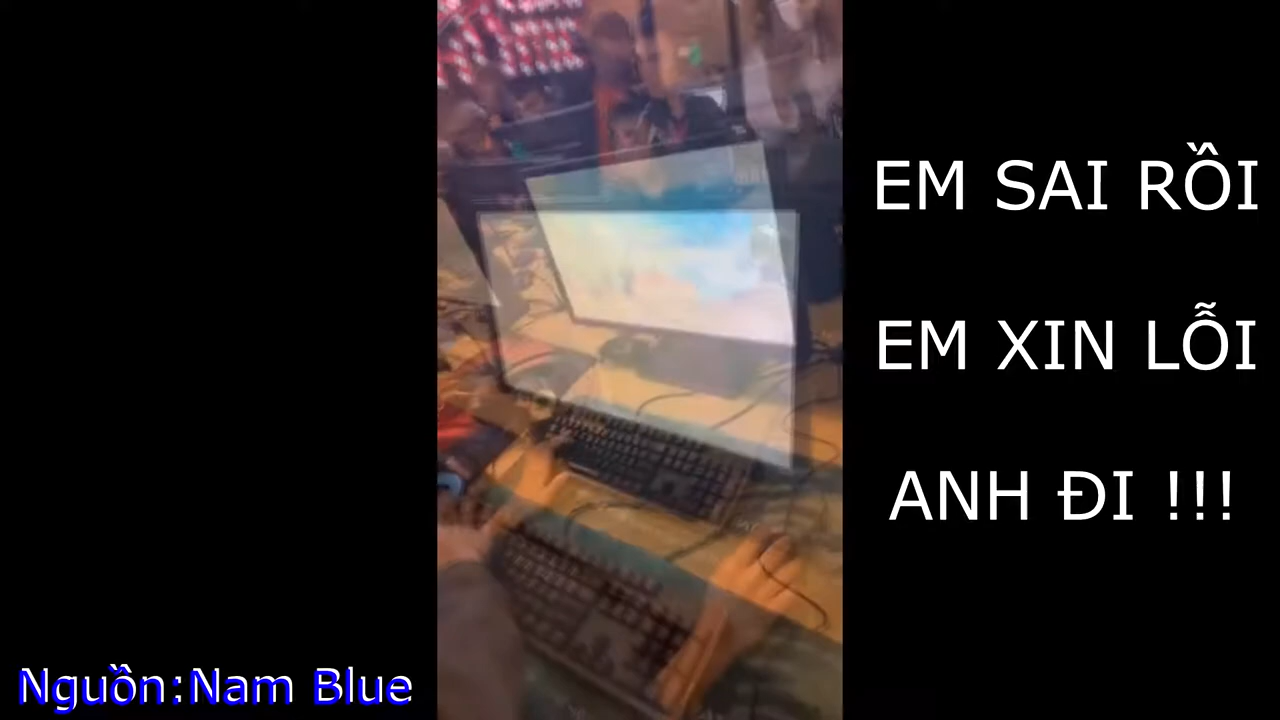 EM SAI RỒI
EM XIN LỖI
ANH ĐI !!!
Nguồn:Nam Blue